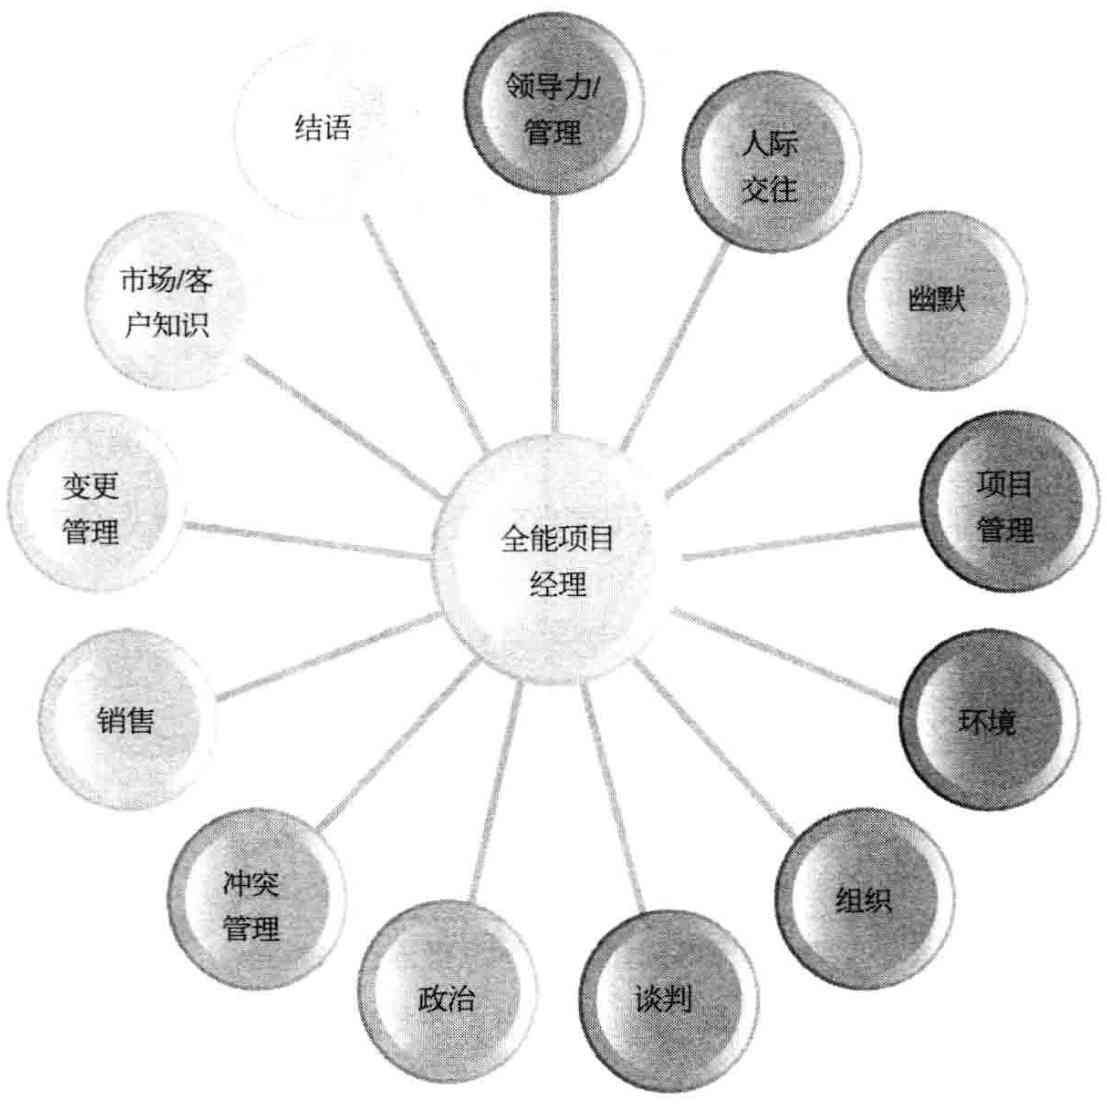 结语
领导力/
管理
人际
交往
幽默
项目
管理
环境
组织
谈判
政治
冲突
管理
销售
变更
管理
市场/客
户知识
全能项目
经理